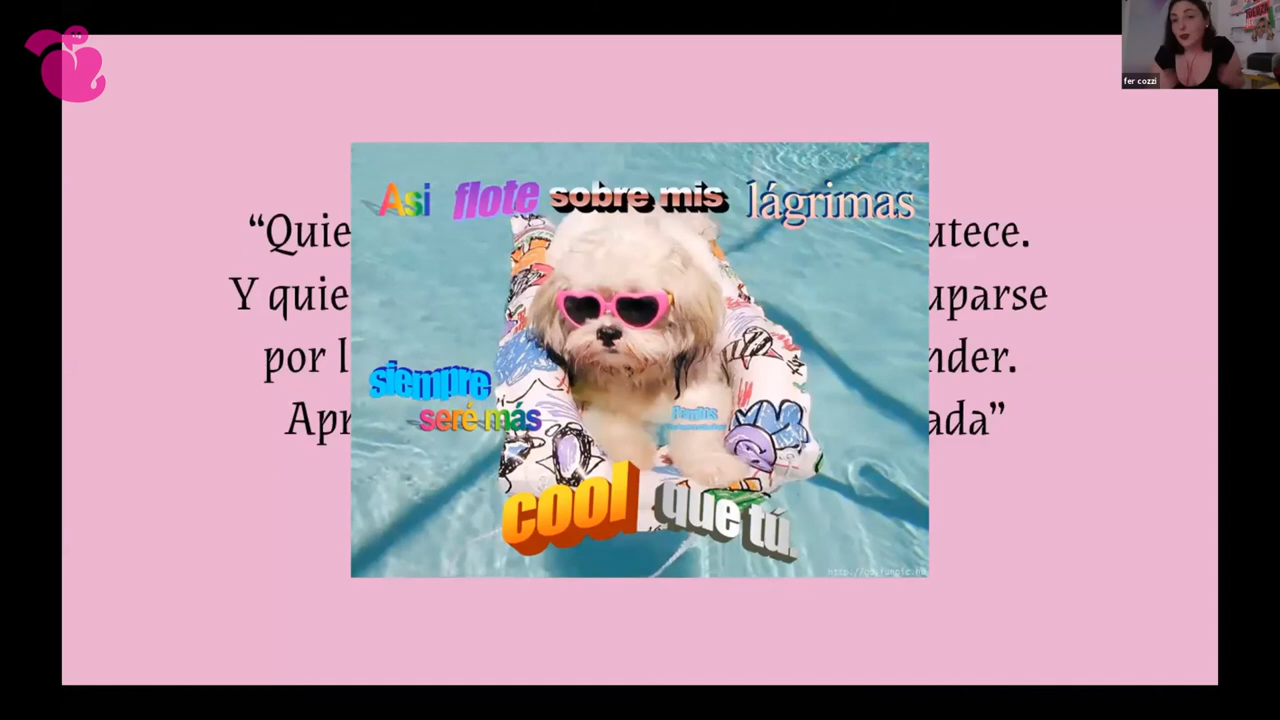 fer cozzi
Asi flote sobre mis lágrimas
“Quie utece.
Y quie uparse
por l nder.
siempre
seré más
Apr ada”
cool que tú.